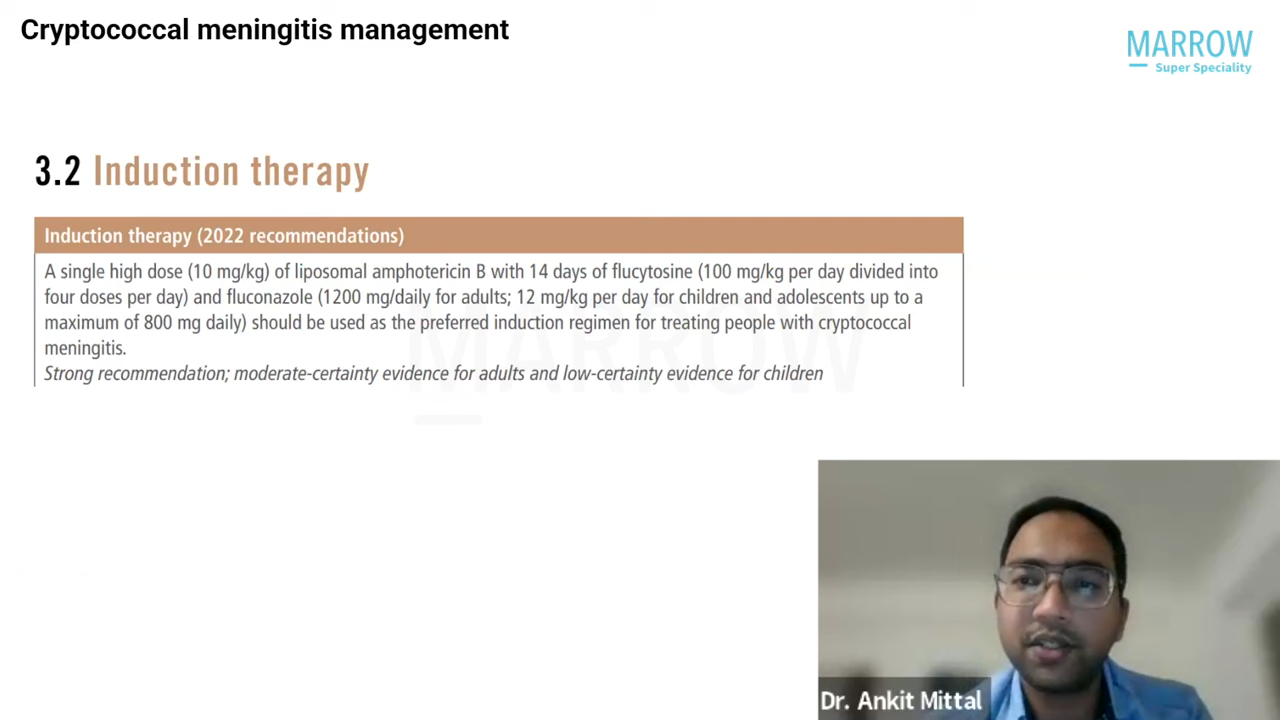 Cryptococcal meningitis management
MARROW
Super Speciality
3.2 Induction therapy
Induction therapy (2022 recommendations)
A single high dose (10 mg/kg) of liposomal amphotericin B with 14 days of flucytosine (100 mg/kg per day divided into
four doses per day) and fluconazole (1200 mg/daily for adults; 12 mg/kg per day for children and adolescents up to a
maximum of 800 mg daily) should be used as the preferred induction regimen for treating people with cryptococcal
meningitis.
Strong recommendation; moderate-certainty evidence for adults and low-certainty evidence for children
MARROW
Dr. Ankit Mittal